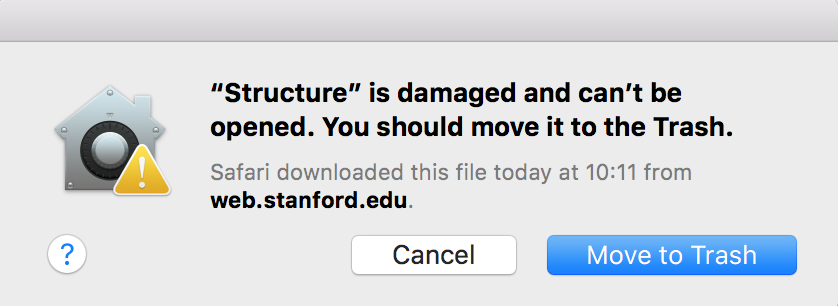 “Structure” is damaged and can’t be
opened. You should move it to the Trash.
Safari downloaded this file today at 10:11 from
web.stanford.edu.
?
Cancel
Move to Trash